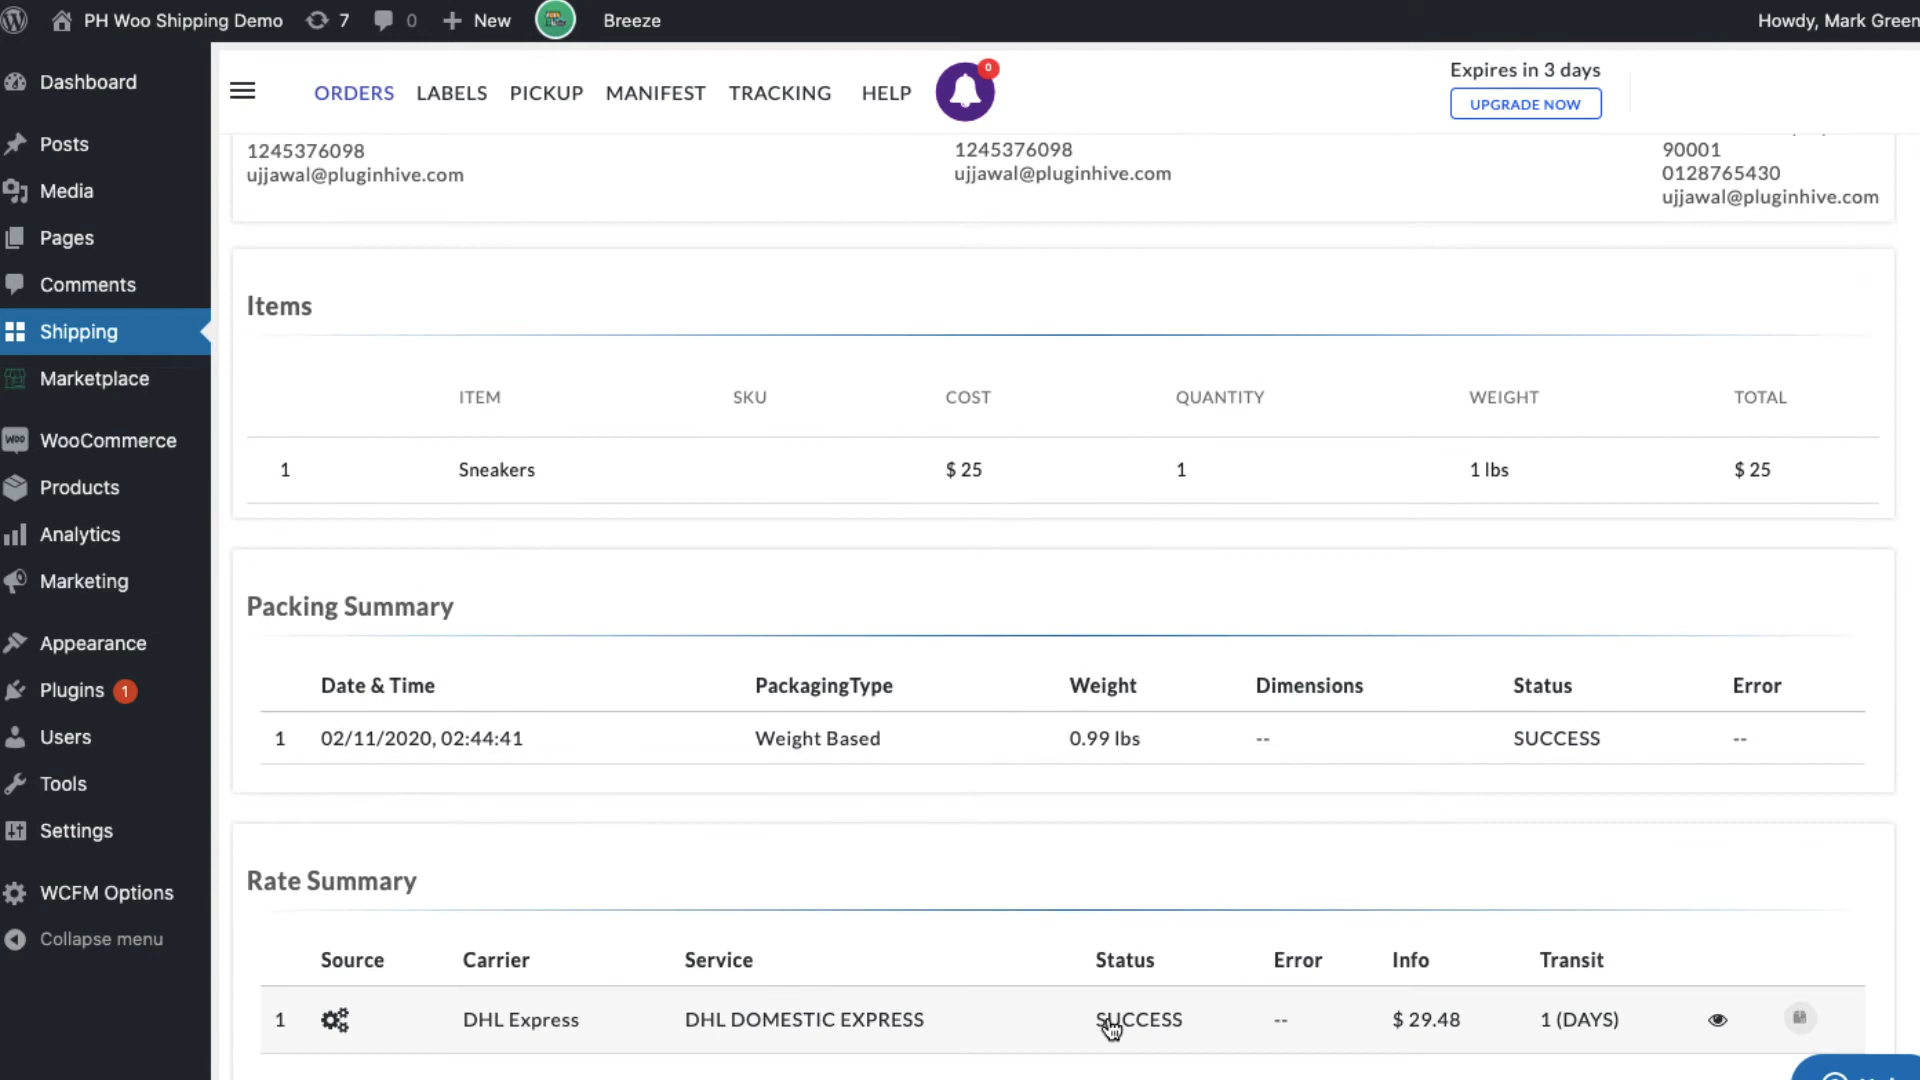 PH Woo Shipping Demo 7 0 New Breeze Howdy, Mark Green
Dashboard
Posts
Media
Pages
Comments
Shipping
Marketplace
WooCommerce
Products
Analytics
Marketing
Appearance
Plugins 1
Users
Tools
Settings
WCFM Options
Collapse menu
ORDERS LABELS PICKUP MANIFEST TRACKING HELP 0
Expires in 3 days
UPGRADE NOW
1245376098
ujjawal@pluginhive.com
1245376098
ujjawal@pluginhive.com
90001
0128765430
ujjawal@pluginhive.com
Items
ITEM SKU COST QUANTITY WEIGHT TOTAL
1 Sneakers $ 25 1 1 lbs $ 25
Packing Summary
Date & Time PackagingType Weight Dimensions Status Error
1 02/11/2020, 02:44:41 Weight Based 0.99 lbs -- SUCCESS --
Rate Summary
Source Carrier Service Status Error Info Transit
1 DHL Express DHL DOMESTIC EXPRESS SUCCESS -- $ 29.48 1 (DAYS)